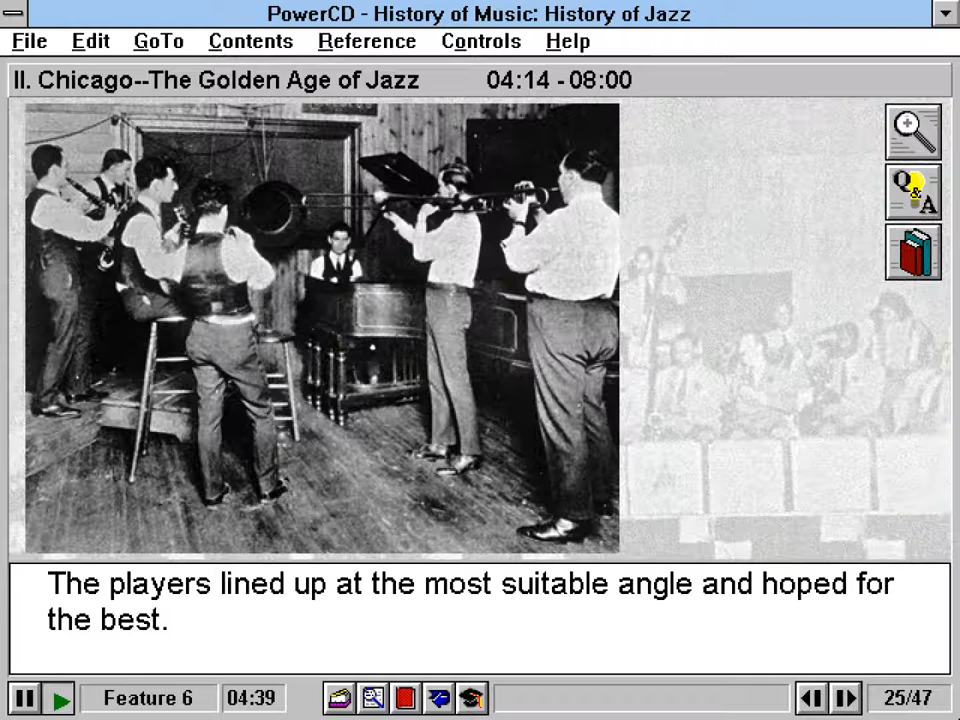 PowerCD - History of Music: History of Jazz
File Edit GoTo Contents Reference Controls Help
II. Chicago--The Golden Age of Jazz 04:14 - 08:00
Q&A
The players lined up at the most suitable angle and hoped for
the best.
Feature 6 04:39 25/47